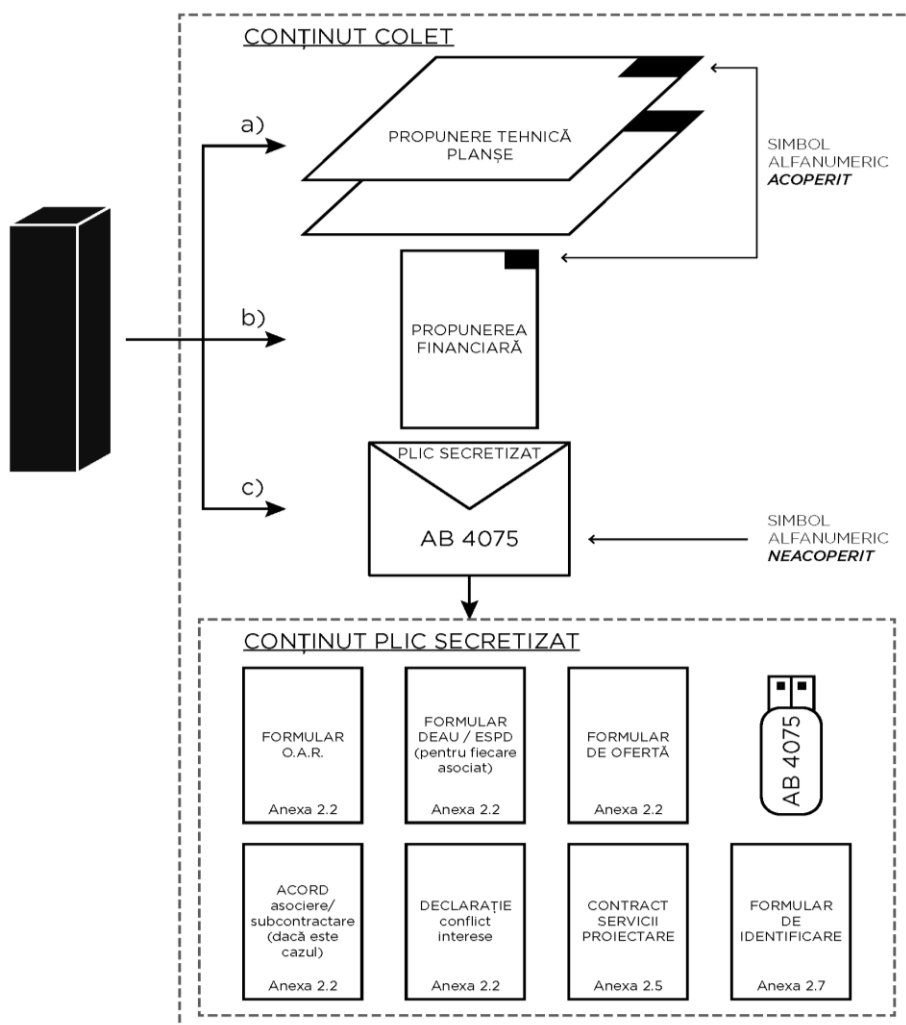 CONȚINUT COLET
a)
PROPUNERE TEHNICĂ
PLANȘE
SIMBOL
ALFANUMERIC
ACOPERIT
b)
PROPUNEREA
FINANCIARĂ
c)
PLIC SECRETIZAT
AB 4075
SIMBOL
ALFANUMERIC
NEACOPERIT
CONȚINUT PLIC SECRETIZAT
FORMULAR
O.A.R.
Anexa 2.2
FORMULAR
DEAU / ESPD
(pentru fiecare
asociat)
Anexa 2.2
FORMULAR
DE OFERTĂ
Anexa 2.2
AB 4075
ACORD
asociere/
subcontractare
(dacă este
cazul)
Anexa 2.2
DECLARAȚIE
conflict
interese
Anexa 2.2
CONTRACT
SERVICII
PROIECTARE
Anexa 2.5
FORMULAR
DE
IDENTIFICARE
Anexa 2.7